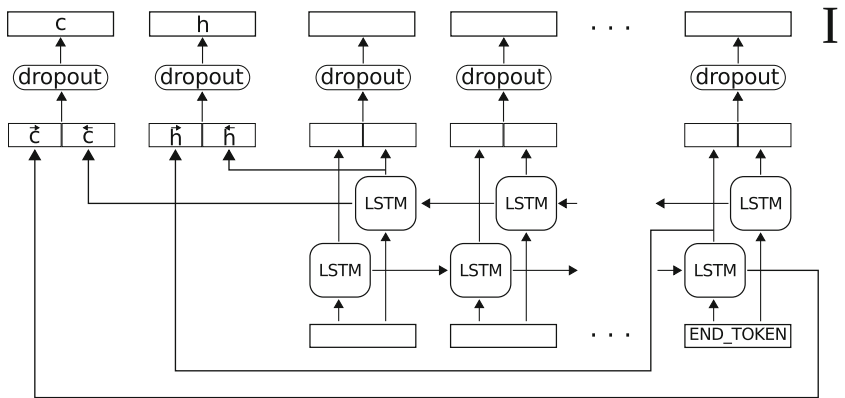 c h . . . I
dropout dropout dropout dropout dropout
c⃗ c⃖ h⃗ h⃖
LSTM LSTM LSTM
LSTM LSTM LSTM
. . . END_TOKEN